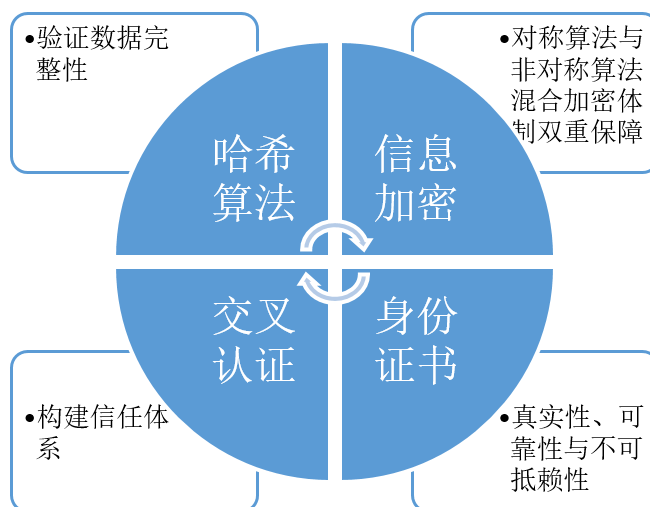 •验证数据完
整性
•对称算法与
非对称算法
混合加密体
制双重保障
哈希
算法
信息
加密
交叉
认证
身份
证书
•构建信任体
系
•真实性、可
靠性与不可
抵赖性